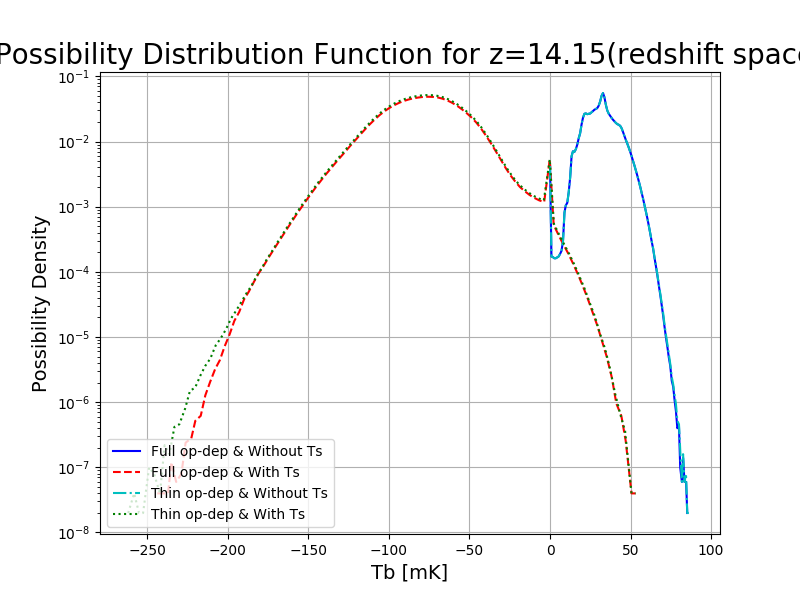 Possibility Distribution Function for z=14.15(redshift space
Possibility Density
10⁻¹
10⁻²
10⁻³
10⁻⁴
10⁻⁵
10⁻⁶
10⁻⁷
10⁻⁸
Full op-dep & Without Ts
Full op-dep & With Ts
Thin op-dep & Without Ts
Thin op-dep & With Ts
−250 −200 −150 −100 −50 0 50 100
Tb [mK]